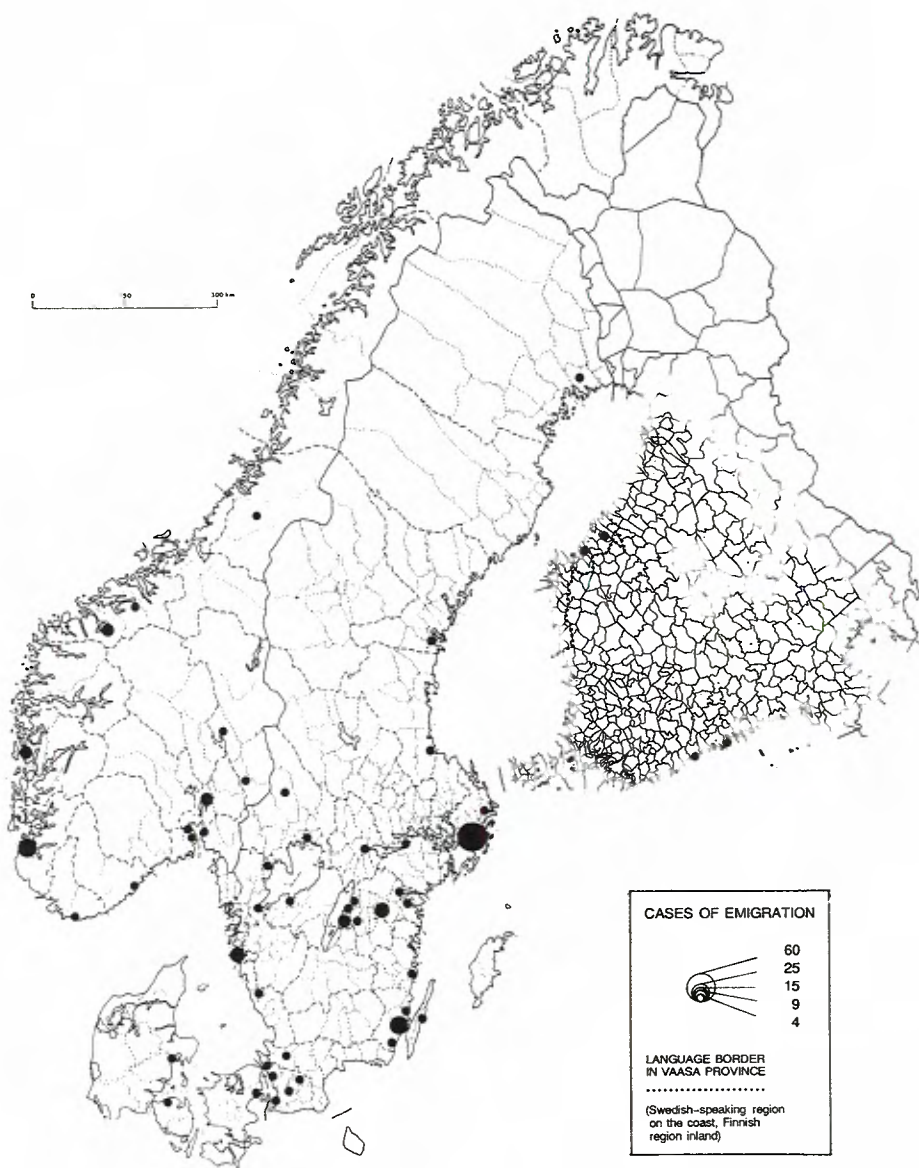 0 50 100 km
CASES OF EMIGRATION
60
25
15
9
4
LANGUAGE BORDER
IN VAASA PROVINCE
(Swedish-speaking region
on the coast, Finnish
region inland)